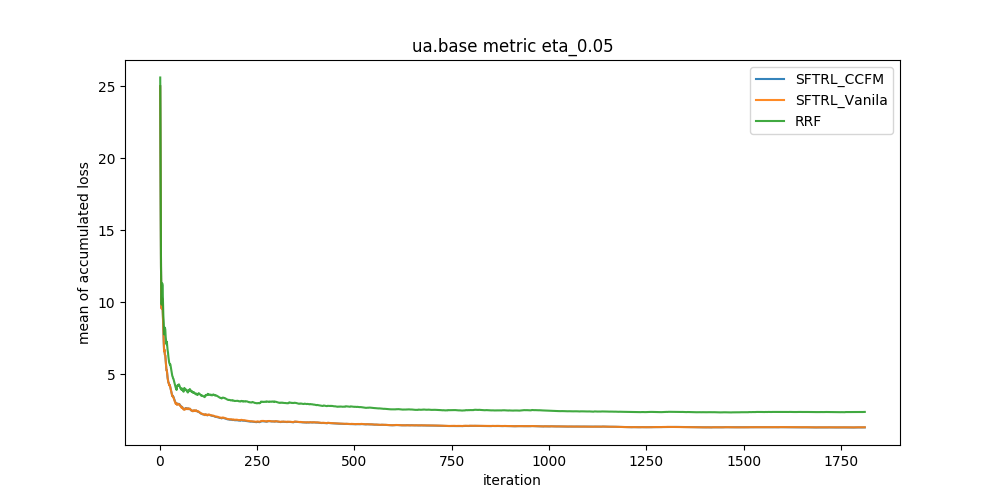 ua.base metric eta_0.05
SFTRL_CCFM
SFTRL_Vanila
RRF
mean of accumulated loss
25
20
15
10
5
0 250 500 750 1000 1250 1500 1750
iteration